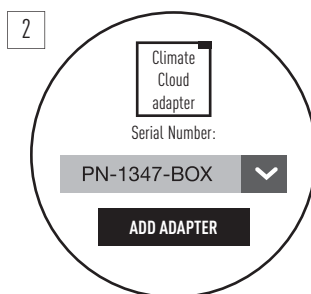 2
Climate
Cloud
adapter
Serial Number:
PN-1347-BOX
ADD ADAPTER